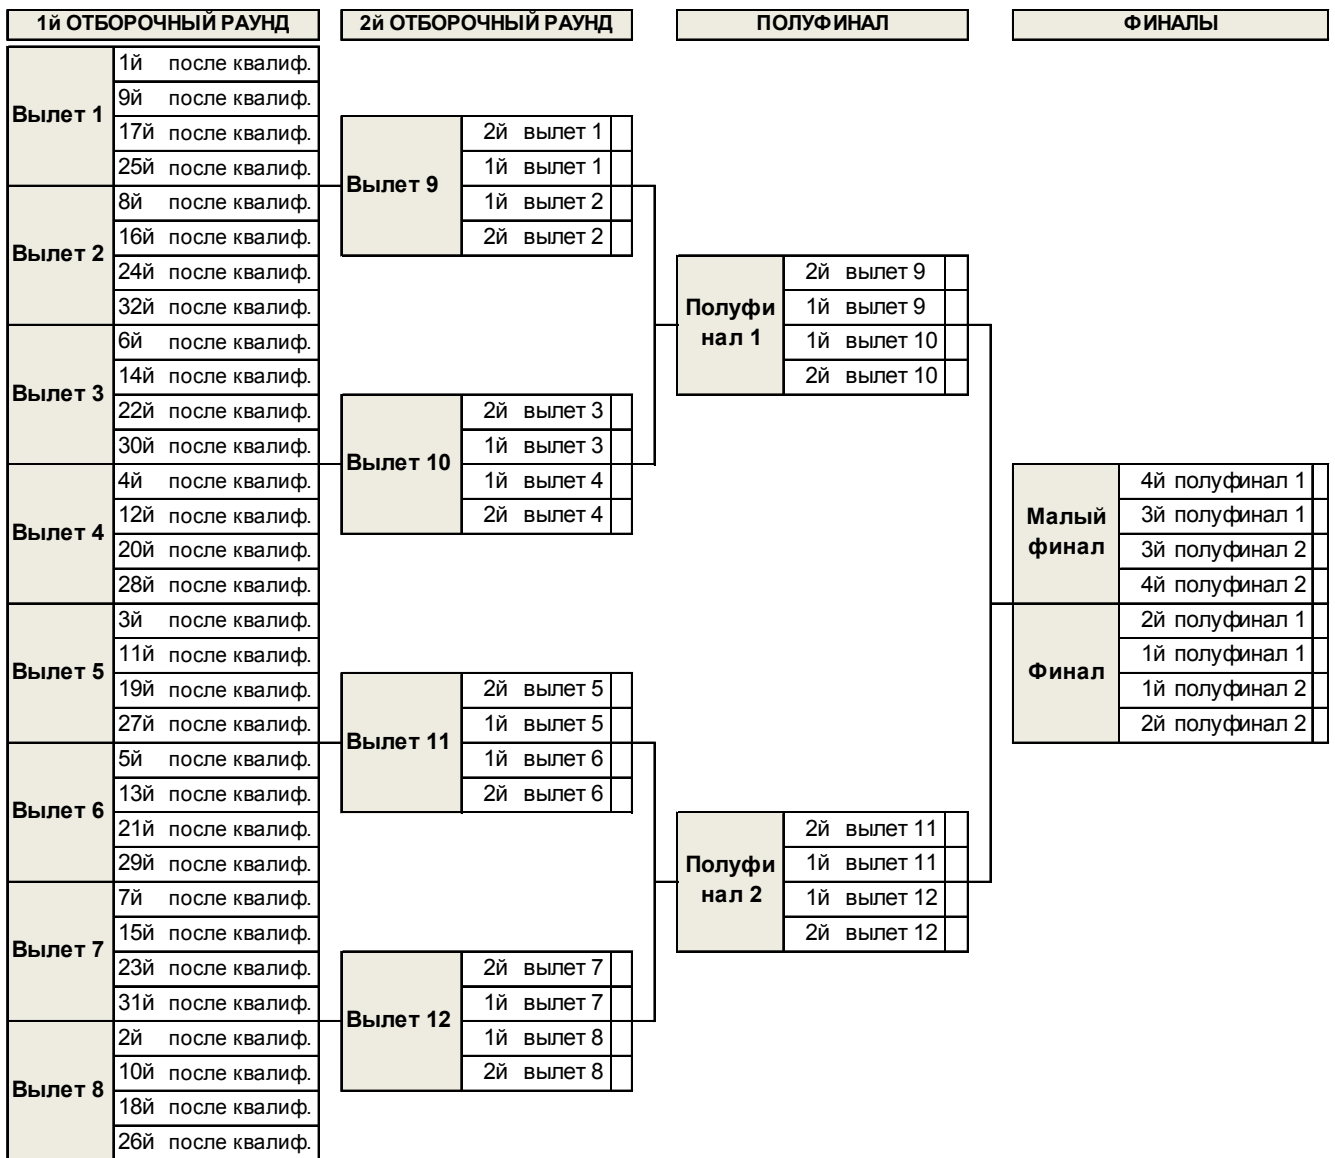 1й ОТБОРОЧНЫЙ РАУНД
2й ОТБОРОЧНЫЙ РАУНД
ПОЛУФИНАЛ
ФИНАЛЫ
Вылет 1
1й после квалиф.
9й после квалиф.
17й после квалиф.
25й после квалиф.
Вылет 2
8й после квалиф.
16й после квалиф.
24й после квалиф.
32й после квалиф.
Вылет 3
6й после квалиф.
14й после квалиф.
22й после квалиф.
30й после квалиф.
Вылет 4
4й после квалиф.
12й после квалиф.
20й после квалиф.
28й после квалиф.
Вылет 5
3й после квалиф.
11й после квалиф.
19й после квалиф.
27й после квалиф.
Вылет 6
5й после квалиф.
13й после квалиф.
21й после квалиф.
29й после квалиф.
Вылет 7
7й после квалиф.
15й после квалиф.
23й после квалиф.
31й после квалиф.
Вылет 8
2й после квалиф.
10й после квалиф.
18й после квалиф.
26й после квалиф.
Вылет 9
2й вылет 1
1й вылет 1
1й вылет 2
2й вылет 2
Вылет 10
2й вылет 3
1й вылет 3
1й вылет 4
2й вылет 4
Вылет 11
2й вылет 5
1й вылет 5
1й вылет 6
2й вылет 6
Вылет 12
2й вылет 7
1й вылет 7
1й вылет 8
2й вылет 8
Полуфи
нал 1
2й вылет 9
1й вылет 9
1й вылет 10
2й вылет 10
Полуфи
нал 2
2й вылет 11
1й вылет 11
1й вылет 12
2й вылет 12
Малый
финал
4й полуфинал 1
3й полуфинал 1
3й полуфинал 2
4й полуфинал 2
Финал
2й полуфинал 1
1й полуфинал 1
1й полуфинал 2
2й полуфинал 2